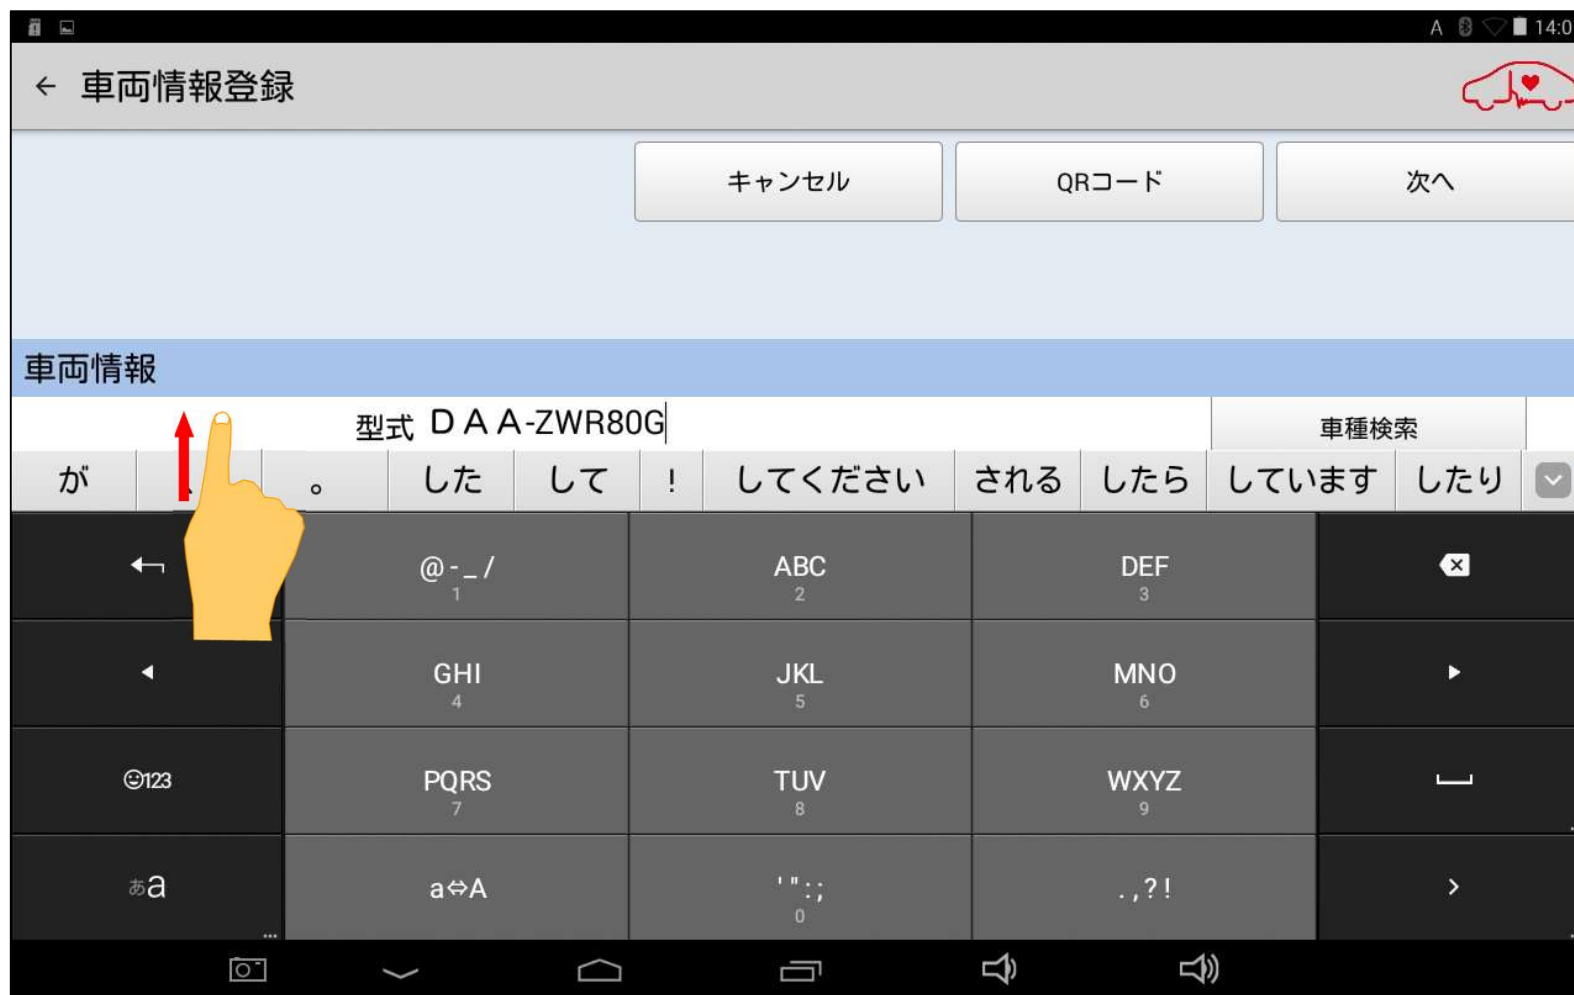 A 14:0
← 車両情報登録
キャンセル QRコード 次へ
車両情報
型式 ＤＡＡ-ZWR80G 車種検索
が 、 。 した して ! してください される したら しています したり
@-_/ ABC DEF
1 2 3
GHI JKL MNO
4 5 6
☺123 PQRS TUV WXYZ
7 8 9
あa a⇔A '":; .,?! >
0